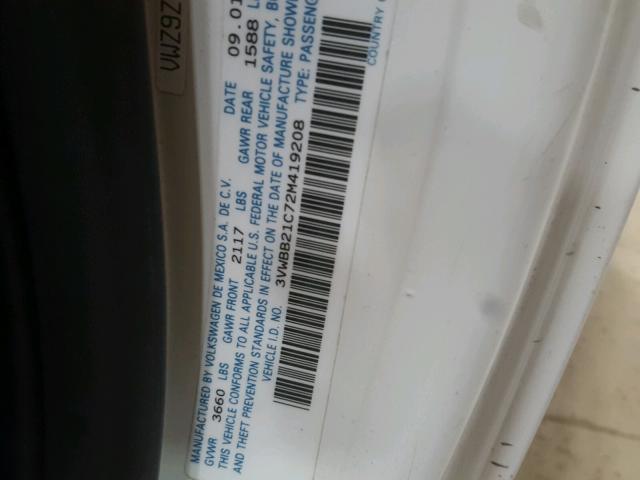 VWZ9Z
MANUFACTURED BY VOLKSWAGEN DE MEXICO S.A. DE C.V. DATE 09.01
GVWR 3660 LBS GAWR FRONT 2117 LBS GAWR REAR 1588
THIS VEHICLE CONFORMS TO ALL APPLICABLE U.S. FEDERAL MOTOR VEHICLE SAFETY,
AND THEFT PREVENTION STANDARDS IN EFFECT ON THE DATE OF MANUFACTURE SHOWN
VEHICLE I.D. NO. 3VWBB21C72M419208 TYPE: PASSENG
COUNTRY